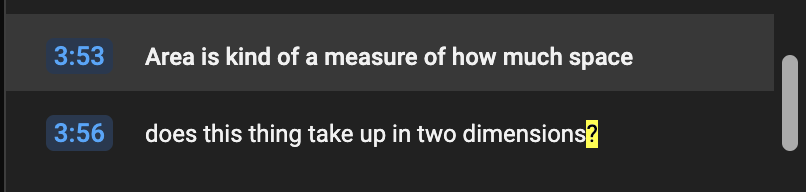 3:53 Area is kind of a measure of how much space
3:56 does this thing take up in two dimensions?